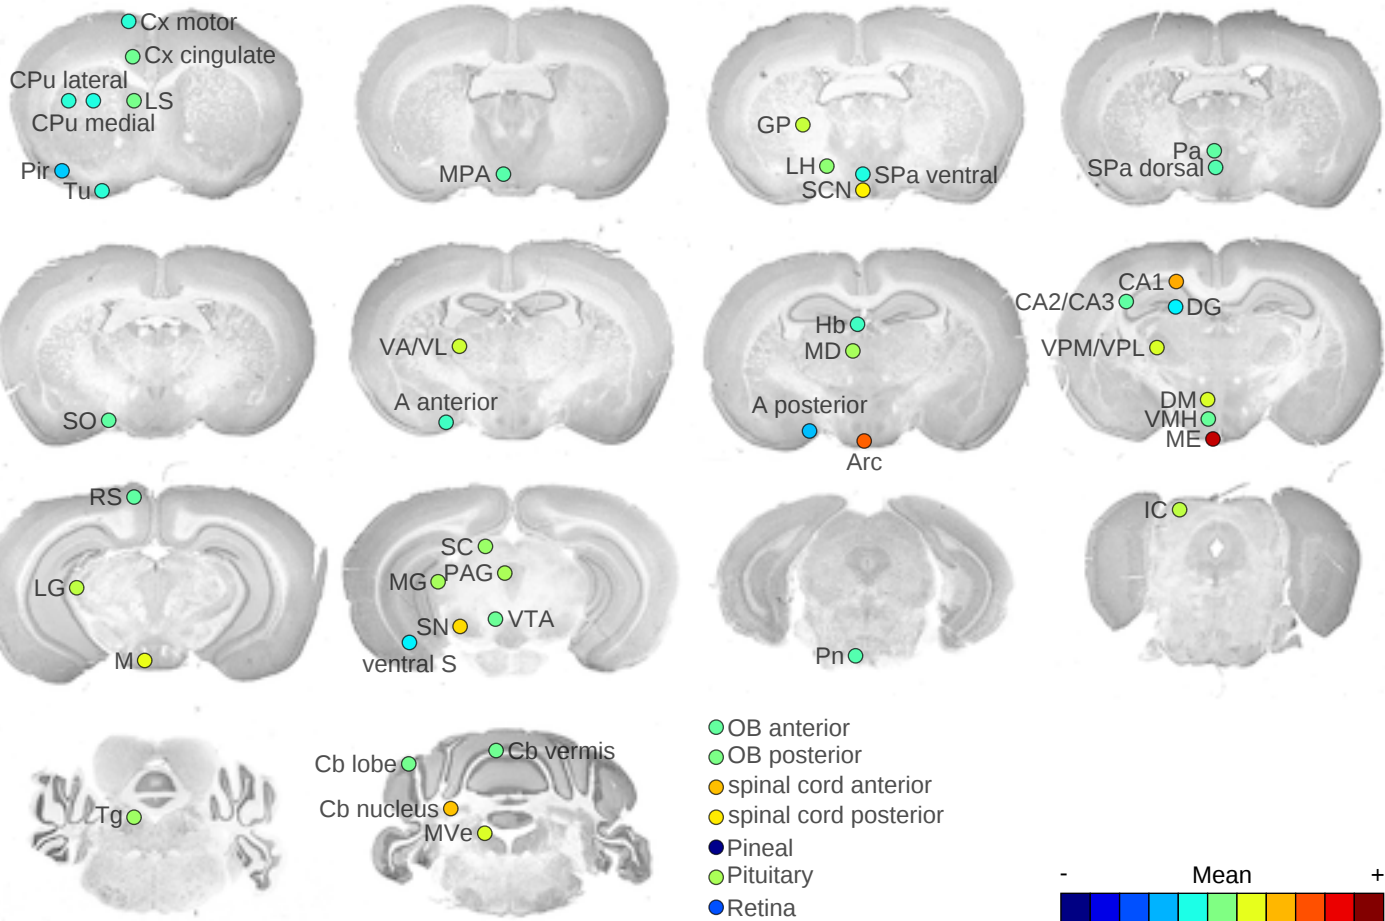 Cx motor
Cx cingulate
CPu lateral
LS
CPu medial
Pir
Tu
MPA
GP
LH
SPa ventral
SCN
Pa
SPa dorsal
SO
VA/VL
A anterior
Hb
MD
A posterior
Arc
CA1
CA2/CA3
DG
VPM/VPL
DM
VMH
ME
RS
LG
M
SC
MG
PAG
SN
VTA
ventral S
Pn
IC
Tg
Cb lobe
Cb vermis
Cb nucleus
MVe
OB anterior
OB posterior
spinal cord anterior
spinal cord posterior
Pineal
Pituitary
Retina
- Mean +